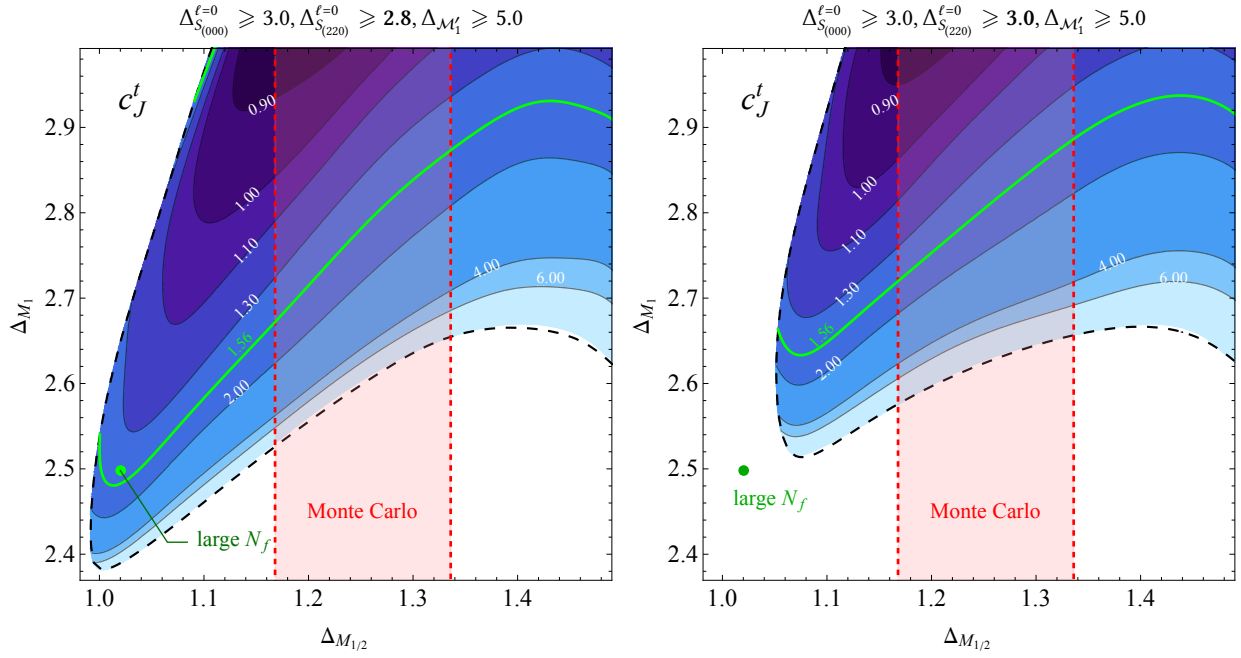 Δ_{S_{(000)}}^{ℓ=0} ⩾ 3.0, Δ_{S_{(220)}}^{ℓ=0} ⩾ 2.8, Δ_{ℳ′_1} ⩾ 5.0
c_J^t
0.90
1.00
1.10
1.30
1.56
2.00
4.00
6.00
large N_f
Monte Carlo
2.9
2.8
2.7
2.6
2.5
2.4
Δ_{M_1}
1.0 1.1 1.2 1.3 1.4
Δ_{M_{1/2}}
Δ_{S_{(000)}}^{ℓ=0} ⩾ 3.0, Δ_{S_{(220)}}^{ℓ=0} ⩾ 3.0, Δ_{ℳ′_1} ⩾ 5.0
c_J^t
0.90
1.00
1.10
1.30
1.56
2.00
4.00
6.00
large N_f
Monte Carlo
2.9
2.8
2.7
2.6
2.5
2.4
Δ_{M_1}
1.0 1.1 1.2 1.3 1.4
Δ_{M_{1/2}}